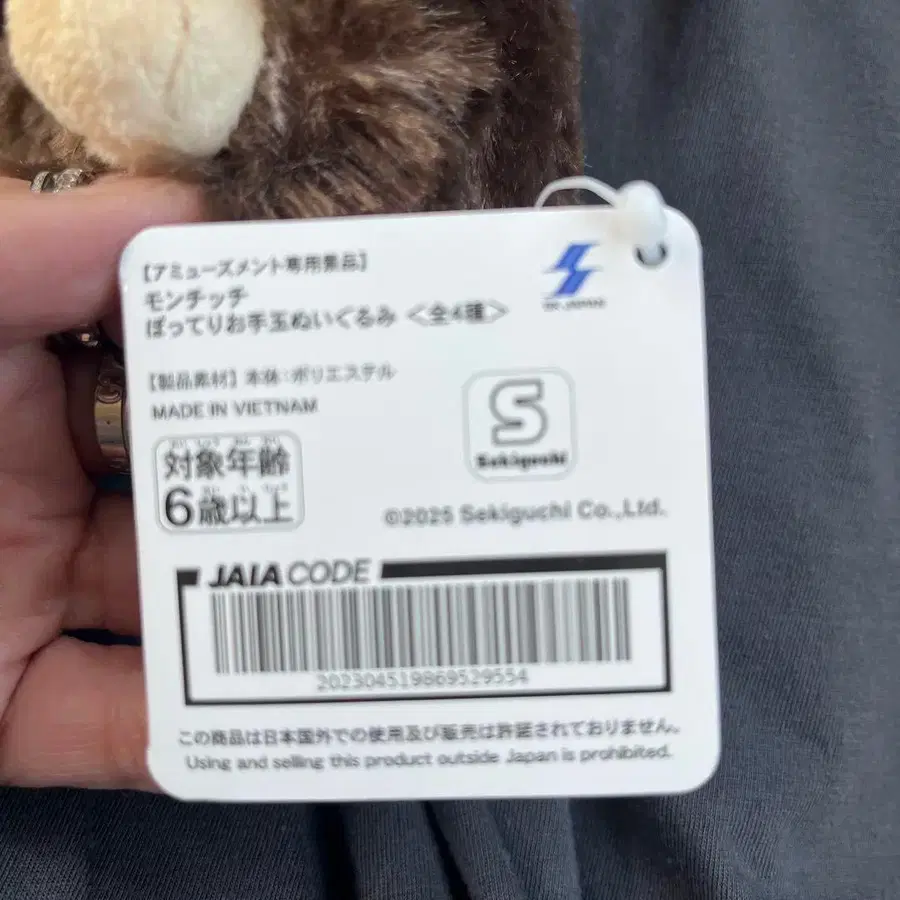 【アミューズメント専用景品】
モンチッチ
ぽってりお手玉ぬいぐるみ <全4種>
【製品素材】本体:ポリエステル
MADE IN VIETNAM
対象年齢
6歳以上
S
Sekiguchi
©2025 Sekiguchi Co.,Ltd.
JAIA CODE
202304519869529554
この商品は日本国外での使用及び販売は許諾されておりません。
Using and selling this product outside Japan is prohibited.